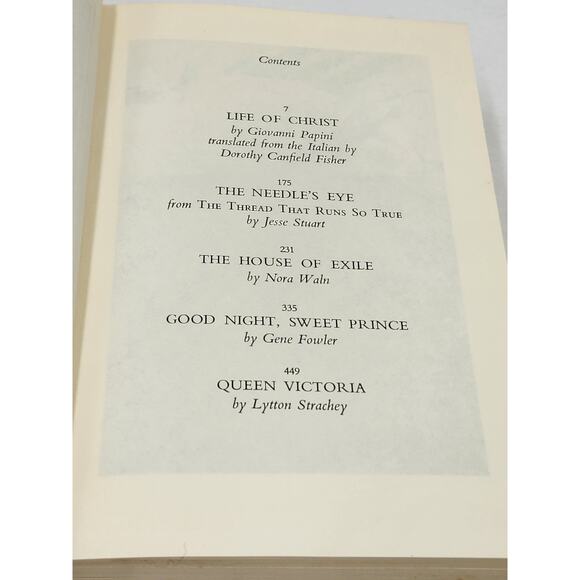 Contents
7
LIFE OF CHRIST
by Giovanni Papini
translated from the Italian by
Dorothy Canfield Fisher
175
THE NEEDLE'S EYE
from THE THREAD THAT RUNS SO TRUE
by Jesse Stuart
231
THE HOUSE OF EXILE
by Nora Waln
335
GOOD NIGHT, SWEET PRINCE
by Gene Fowler
449
QUEEN VICTORIA
by Lytton Strachey